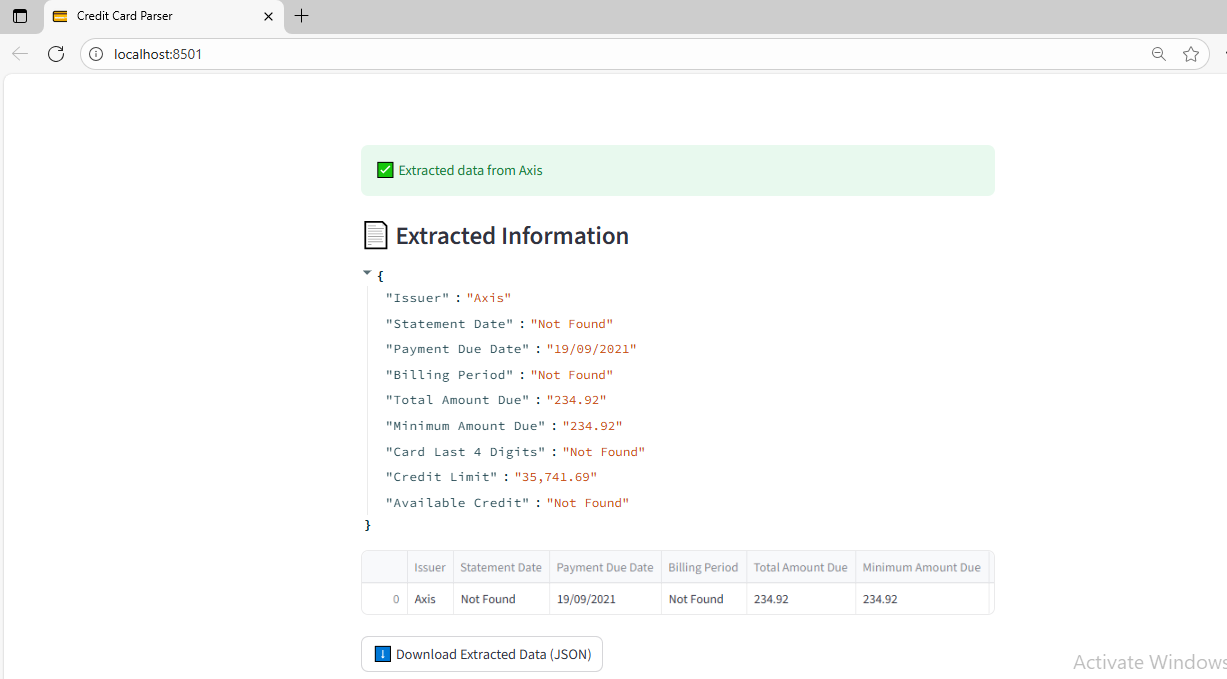 Credit Card Parser
localhost:8501
Extracted data from Axis
Extracted Information
{
"Issuer" : "Axis"
"Statement Date" : "Not Found"
"Payment Due Date" : "19/09/2021"
"Billing Period" : "Not Found"
"Total Amount Due" : "234.92"
"Minimum Amount Due" : "234.92"
"Card Last 4 Digits" : "Not Found"
"Credit Limit" : "35,741.69"
"Available Credit" : "Not Found"
}
Issuer Statement Date Payment Due Date Billing Period Total Amount Due Minimum Amount Due
0 Axis Not Found 19/09/2021 Not Found 234.92 234.92
Download Extracted Data (JSON)
Activate Windows